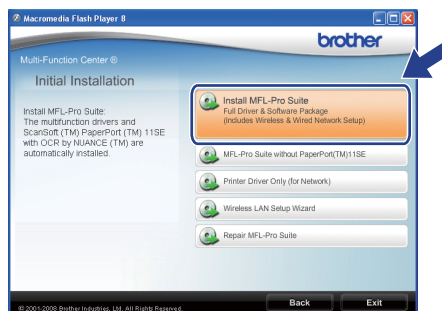 Macromedia Flash Player 8
brother
Multi-Function Center ®
Initial Installation
Install MFL-Pro Suite:
The multifunction drivers and
ScanSoft (TM) PaperPort (TM) 11SE
with OCR by NUANCE (TM) are
automatically installed.
Install MFL-Pro Suite
Full Driver & Software Package
(Includes Wireless & Wired Network Setup)
MFL-Pro Suite without PaperPort(TM)11SE
Printer Driver Only (for Network)
Wireless LAN Setup Wizard
Repair MFL-Pro Suite
© 2001-2008 Brother Industries, Ltd. All Rights Reserved.
Back
Exit